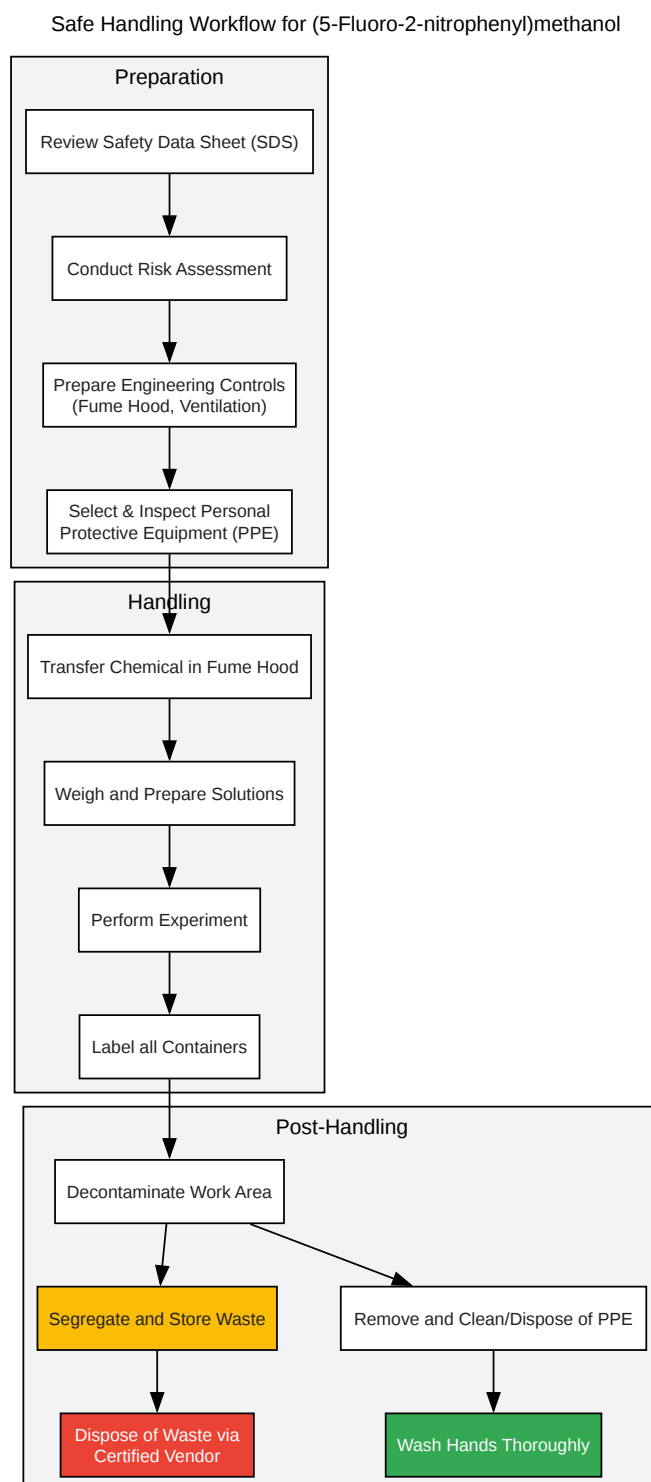 Safe Handling Workflow for (5-Fluoro-2-nitrophenyl)methanol
Preparation
Review Safety Data Sheet (SDS)
Conduct Risk Assessment
Prepare Engineering Controls
(Fume Hood, Ventilation)
Select & Inspect Personal
Protective Equipment (PPE)
Handling
Transfer Chemical in Fume Hood
Weigh and Prepare Solutions
Perform Experiment
Label all Containers
Post-Handling
Decontaminate Work Area
Segregate and Store Waste
Remove and Clean/Dispose of PPE
Dispose of Waste via
Certified Vendor
Wash Hands Thoroughly